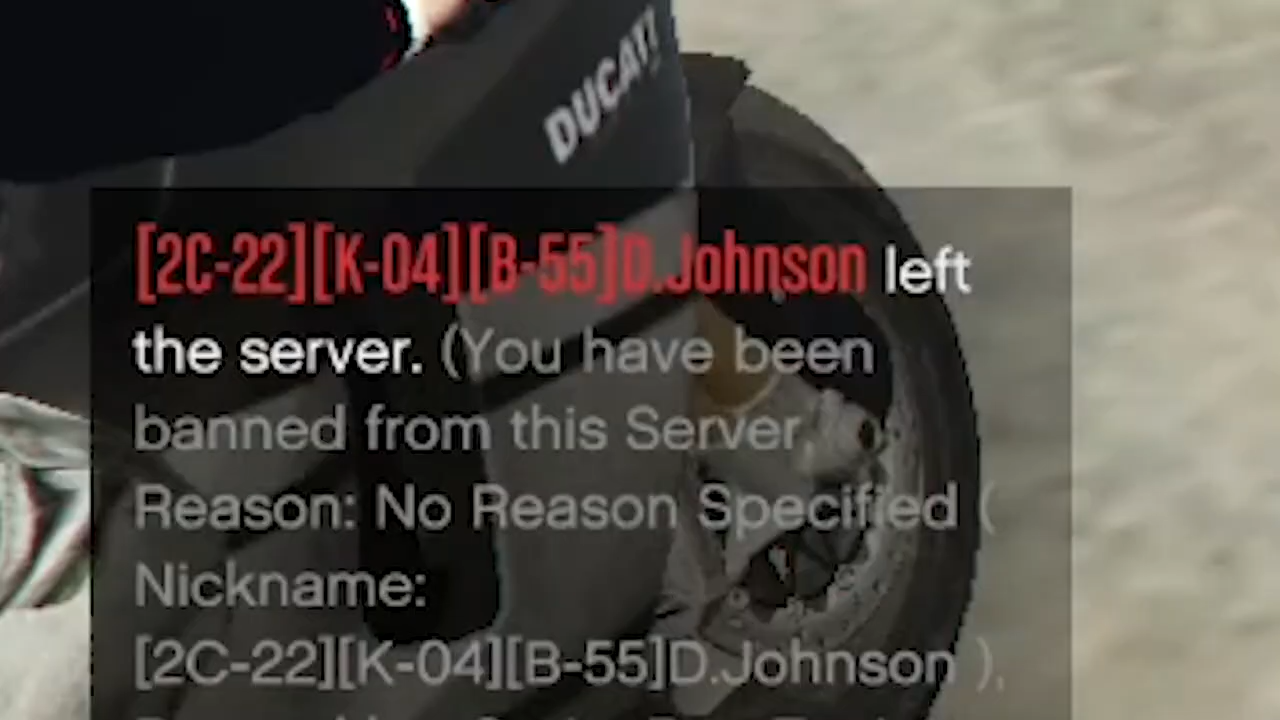 DUCATI
[2C-22][K-04][B-55]D.Johnson left
the server. (You have been
banned from this Server,
Reason: No Reason Specified (
Nickname:
[2C-22][K-04][B-55]D.Johnson ),